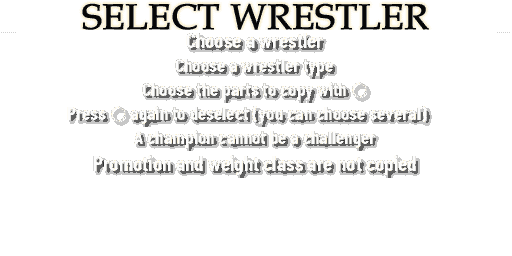 SELECT WRESTLER
Choose a wrestler
Choose a wrestler type
Choose the parts to copy with
Press again to deselect (you can choose several)
A champion cannot be a challenger
Promotion and weight class are not copied